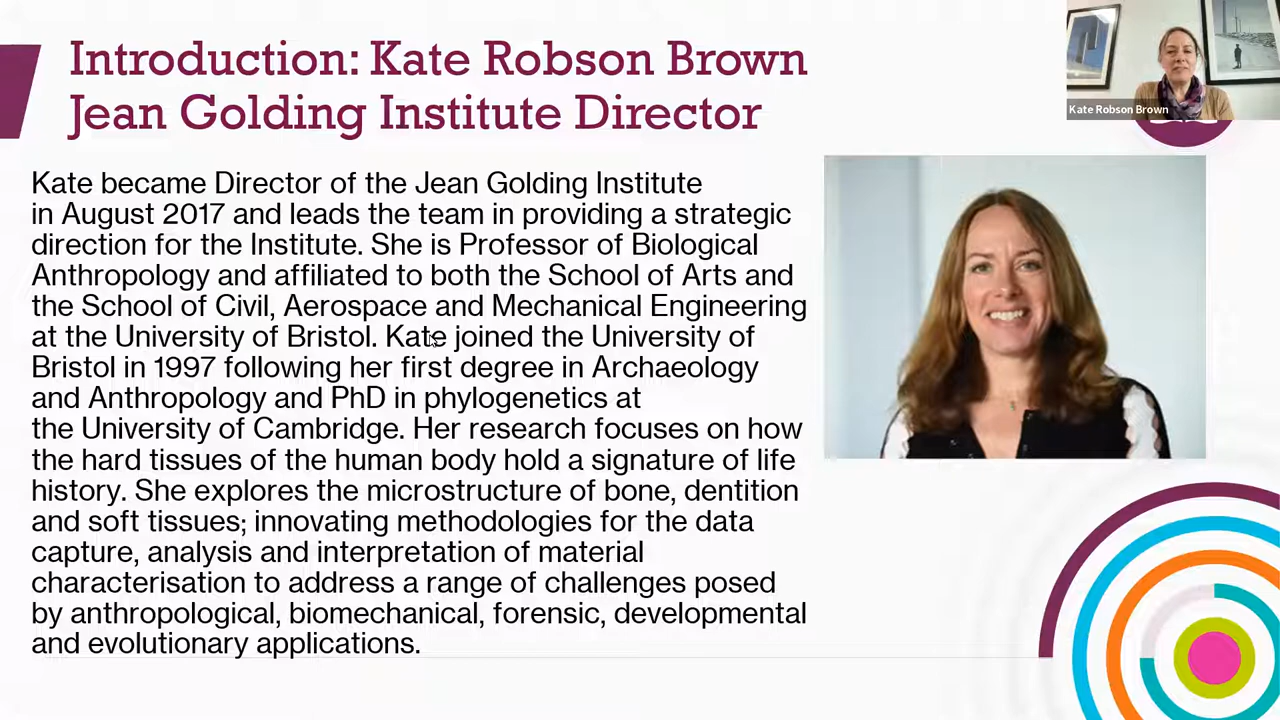 Introduction: Kate Robson Brown
Jean Golding Institute Director
Kate Robson Brown
Kate became Director of the Jean Golding Institute
in August 2017 and leads the team in providing a strategic
direction for the Institute. She is Professor of Biological
Anthropology and affiliated to both the School of Arts and
the School of Civil, Aerospace and Mechanical Engineering
at the University of Bristol. Kate joined the University of
Bristol in 1997 following her first degree in Archaeology
and Anthropology and PhD in phylogenetics at
the University of Cambridge. Her research focuses on how
the hard tissues of the human body hold a signature of life
history. She explores the microstructure of bone, dentition
and soft tissues; innovating methodologies for the data
capture, analysis and interpretation of material
characterisation to address a range of challenges posed
by anthropological, biomechanical, forensic, developmental
and evolutionary applications.